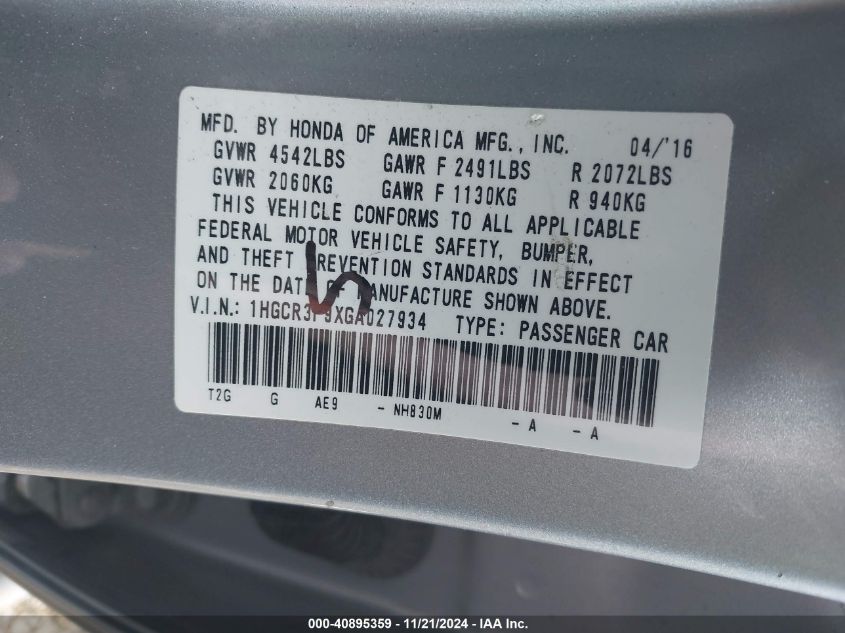 MFD. BY HONDA OF AMERICA MFG., INC. 04/'16
GVWR 4542LBS GAWR F 2491LBS R 2072LBS
GVWR 2060KG GAWR F 1130KG R 940KG
THIS VEHICLE CONFORMS TO ALL APPLICABLE
FEDERAL MOTOR VEHICLE SAFETY, BUMPER,
AND THEFT PREVENTION STANDARDS IN EFFECT
ON THE DATE OF MANUFACTURE SHOWN ABOVE.
V.I.N.: 1HGCR3F9XGA027934 TYPE: PASSENGER CAR
T2G G AE9 - NH830M - A - A
000-40895359 - 11/21/2024 - IAA Inc.